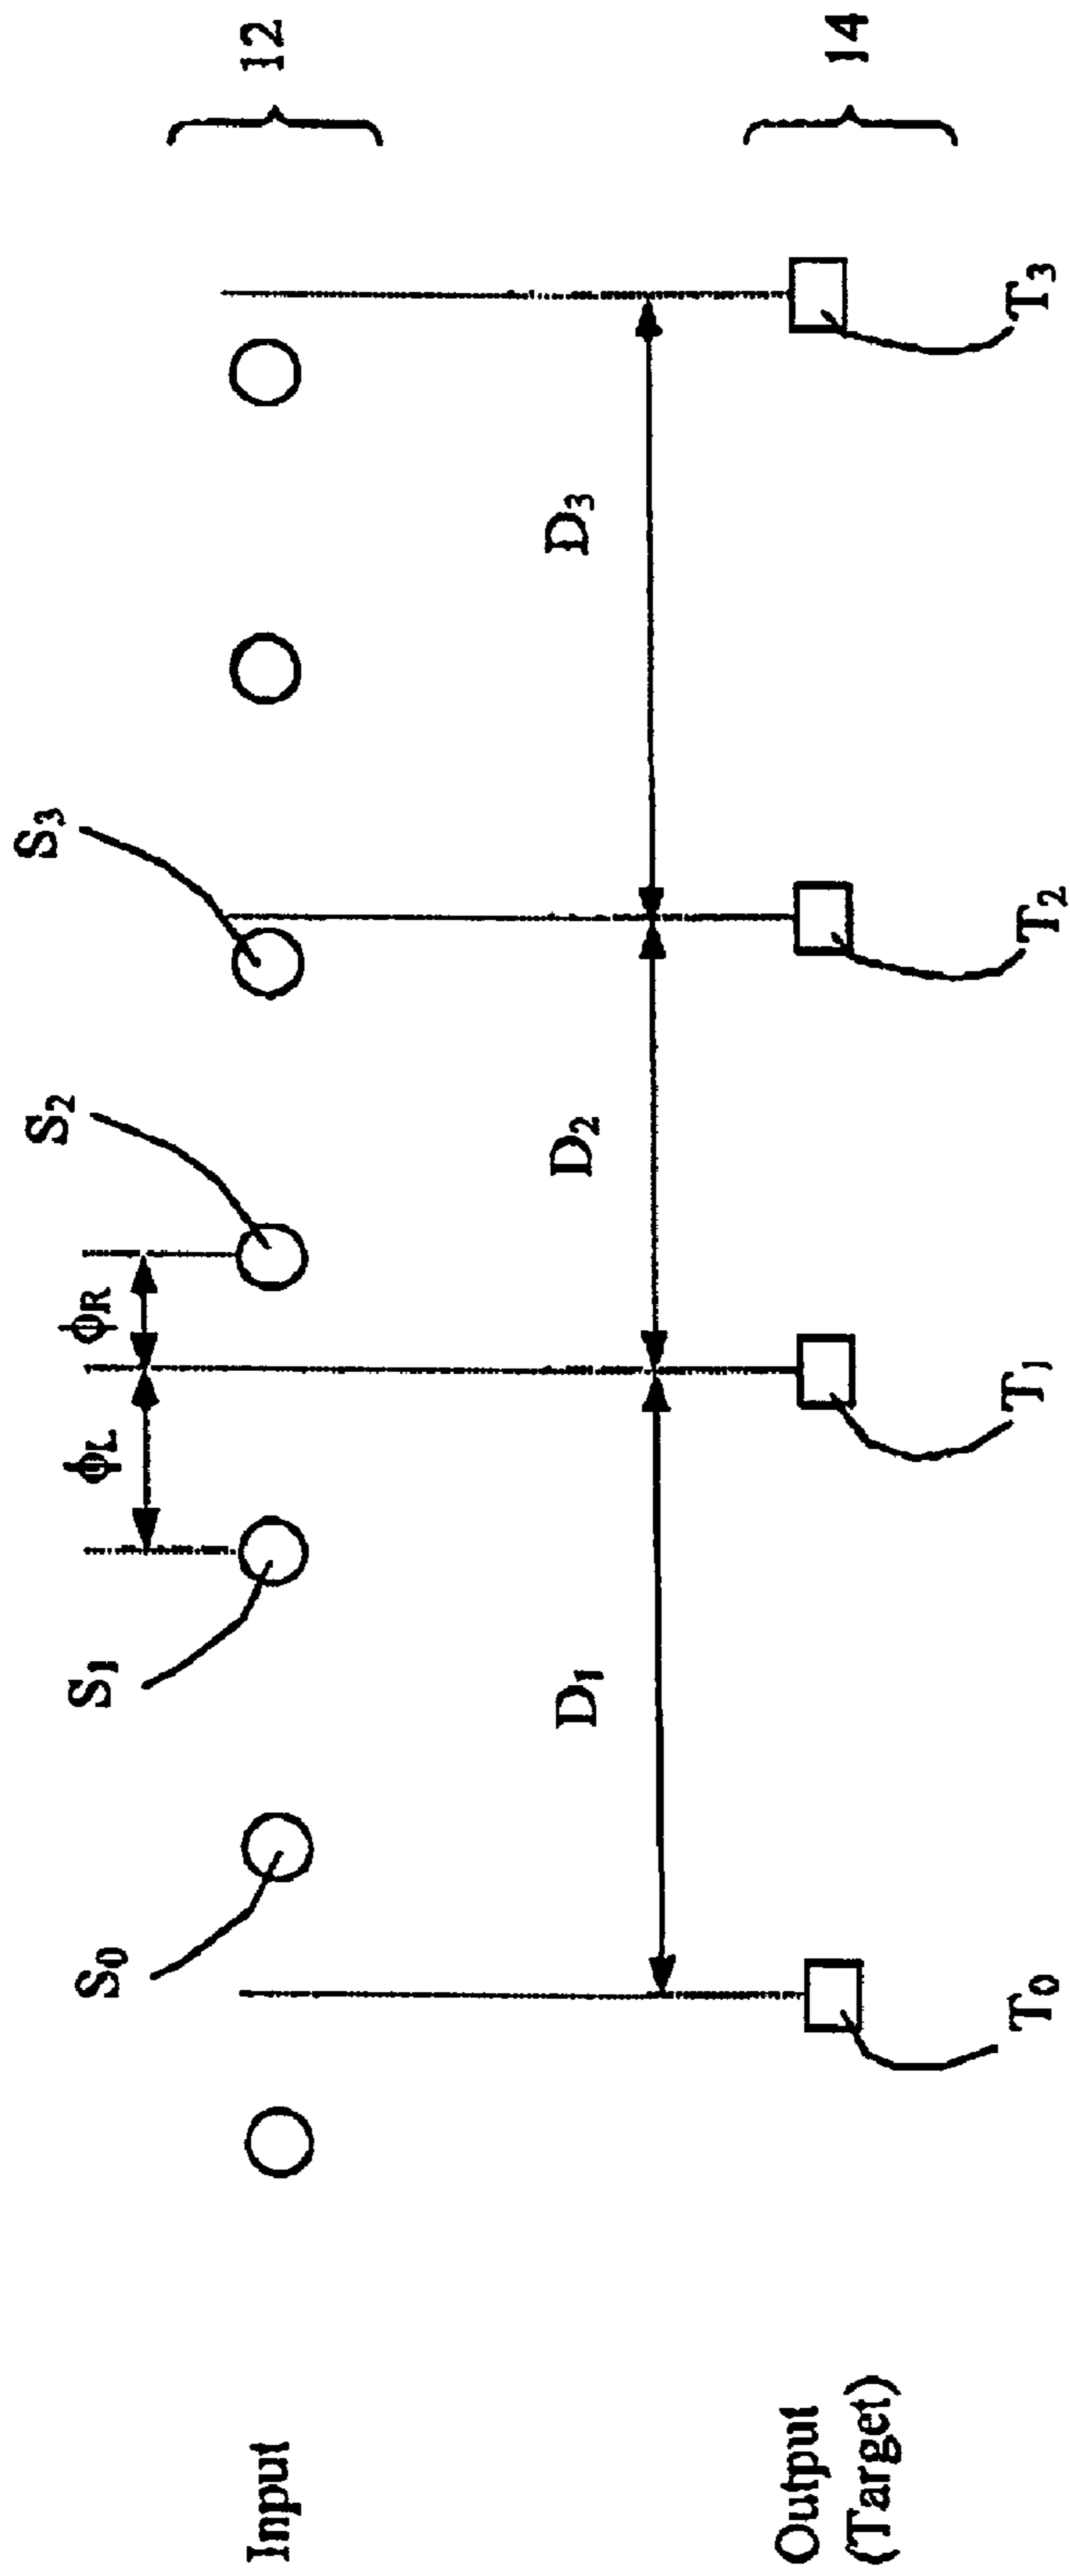 S₀
S₁
ϕL
ϕR
S₂
S₃
12
Input
D₁
D₂
D₃
Output
(Target)
14
T₀
T₁
T₂
T₃